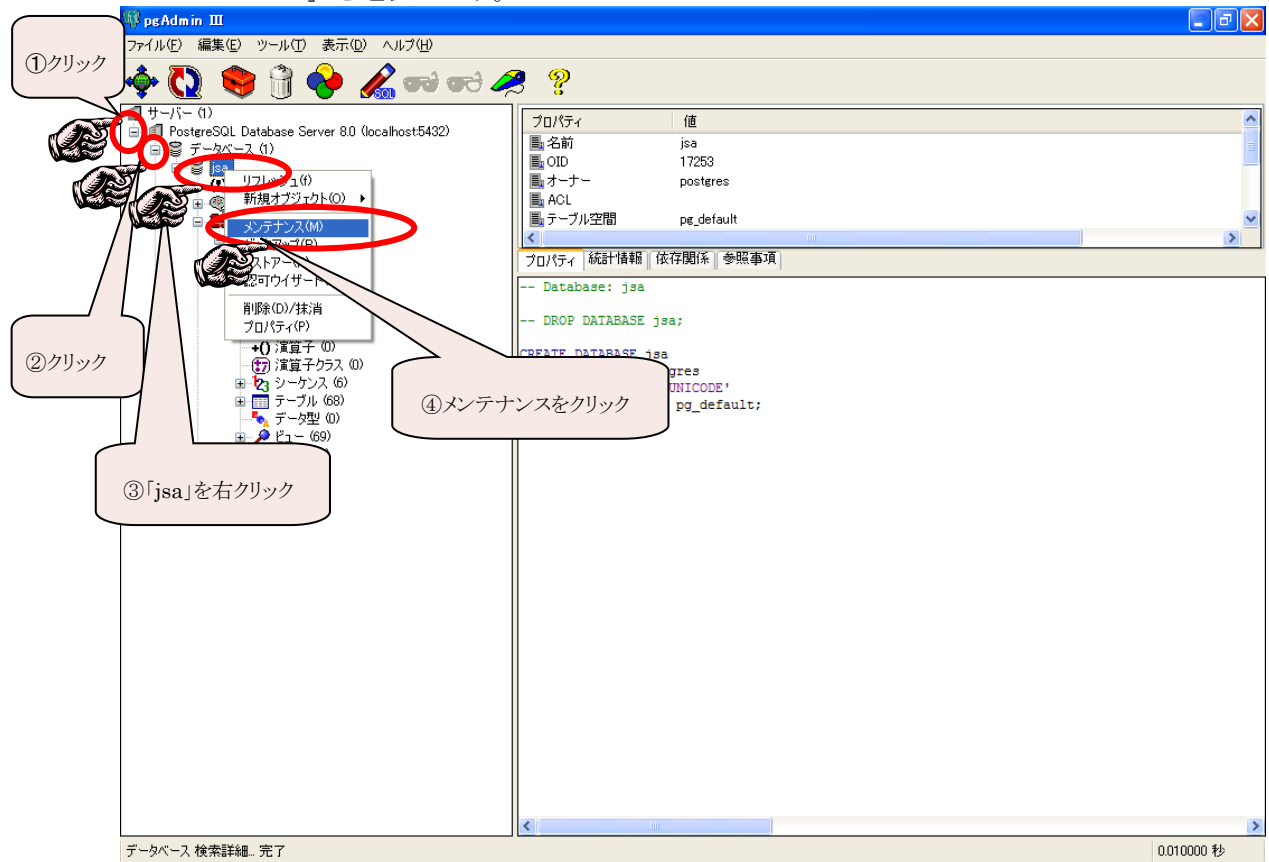 pgAdmin III
①クリック
ファイル(F) 編集(E) ツール(T) 表示(D) ヘルプ(H)
SQL
サーバー (1)
PostgreSQL Database Server 8.0 (localhost:5432)
データベース (1)
jsa
リフレッシュ(f)
新規オブジェクト(O)
メンテナンス(M)
削除(D)/抹消
プロパティ(P)
演算子 (0)
演算子クラス (0)
シーケンス (6)
テーブル (68)
データ型 (0)
ビュー (69)
②クリック
③「jsa」を右クリック
④メンテナンスをクリック
プロパティ 値
名前 jsa
OID 17253
オーナー postgres
ACL
テーブル空間 pg_default
プロパティ 統計情報 依存関係 参照事項
-- Database: jsa
-- DROP DATABASE jsa;
CREATE DATABASE jsa
pg_default;
データベース 検索詳細... 完了
0.010000 秒